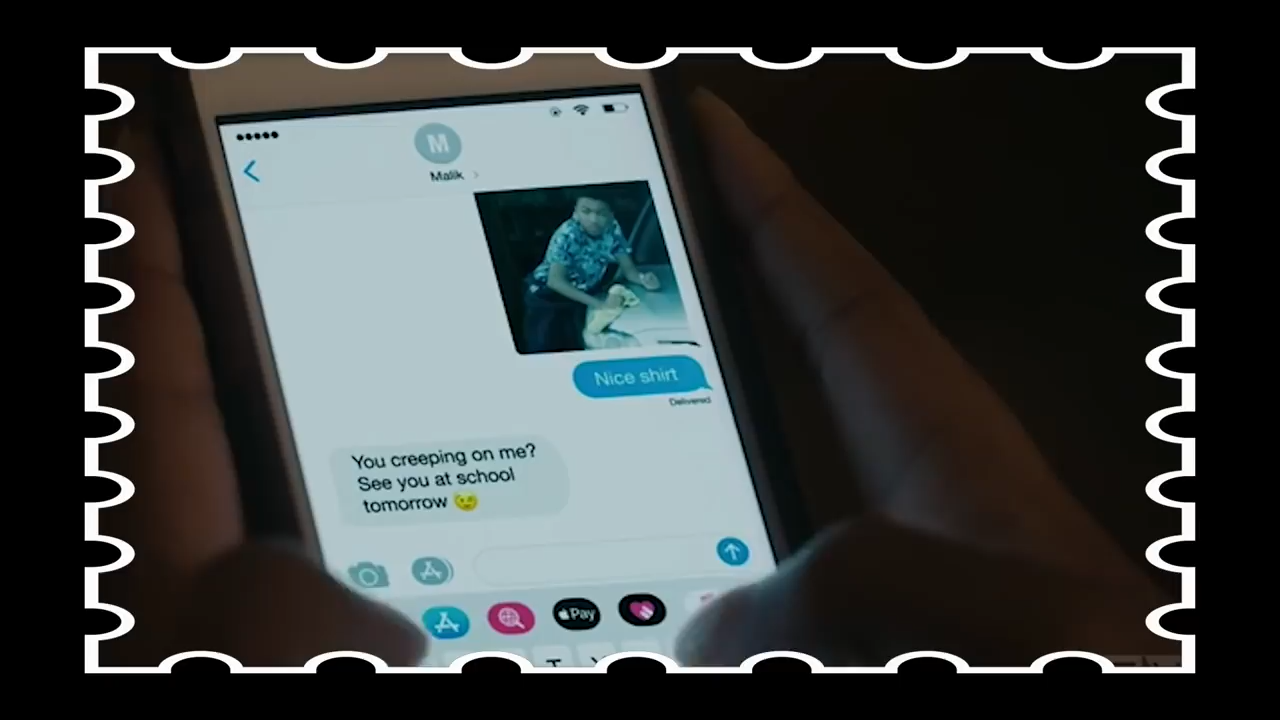 M
Malik
Nice shirt
Delivered
You creeping on me?
See you at school
tomorrow 😉
Pay